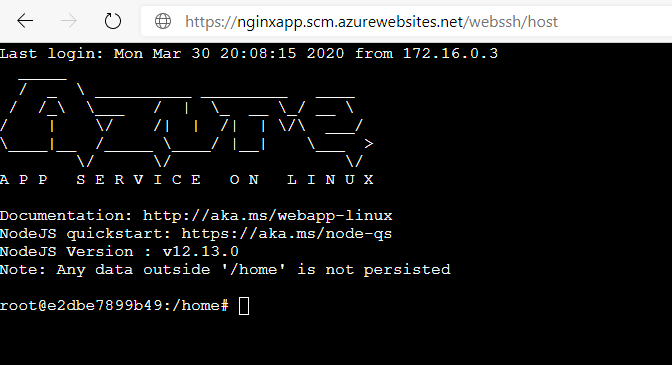 https://nginxapp.scm.azurewebsites.net/webssh/host
Last login: Mon Mar 30 20:08:15 2020 from 172.16.0.3
Azure
A P P   S E R V I C E   O N   L I N U X
Documentation: http://aka.ms/webapp-linux
NodeJS quickstart: https://aka.ms/node-qs
NodeJS Version : v12.13.0
Note: Any data outside '/home' is not persisted
root@e2dbe7899b49:/home#